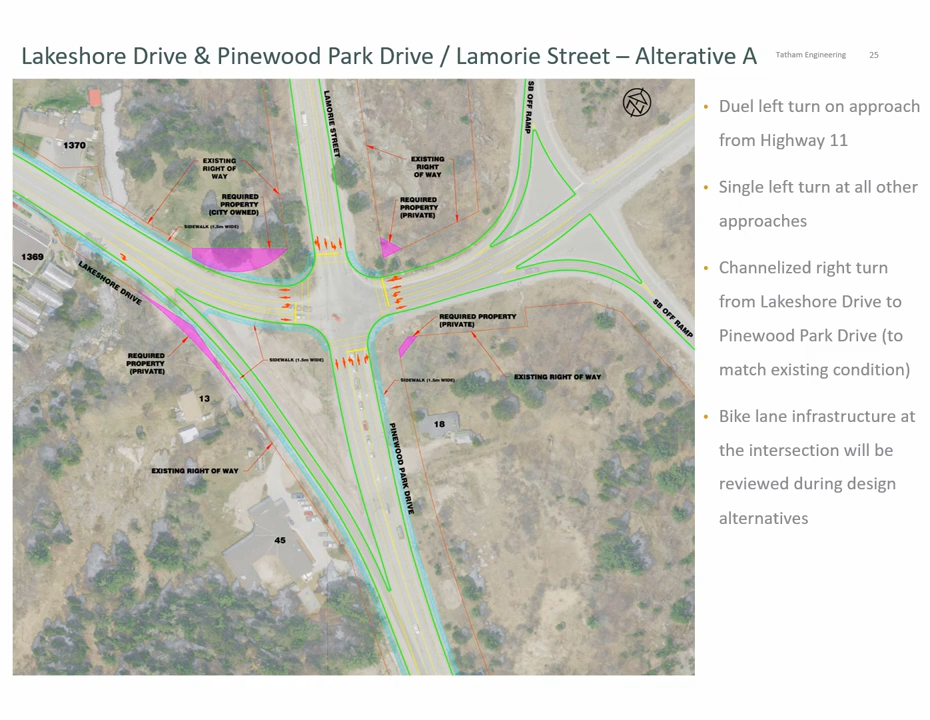 Lakeshore Drive & Pinewood Park Drive / Lamorie Street – Alterative A
Tatham Engineering
25
LAMORIE STREET
SB OFF RAMP
1370
EXISTING
RIGHT OF
WAY
EXISTING
RIGHT
OF WAY
REQUIRED
PROPERTY
(CITY OWNED)
REQUIRED
PROPERTY
(PRIVATE)
SIDEWALK (1.5m WIDE)
1369
LAKESHORE DRIVE
SB OFF RAMP
REQUIRED PROPERTY
(PRIVATE)
REQUIRED
PROPERTY
(PRIVATE)
SIDEWALK (1.5m WIDE)
EXISTING RIGHT OF WAY
SIDEWALK (1.5m WIDE)
13
18
PINEWOOD PARK DRIVE
EXISTING RIGHT OF WAY
45
• Duel left turn on approach
from Highway 11
• Single left turn at all other
approaches
• Channelized right turn
from Lakeshore Drive to
Pinewood Park Drive (to
match existing condition)
• Bike lane infrastructure at
the intersection will be
reviewed during design
alternatives